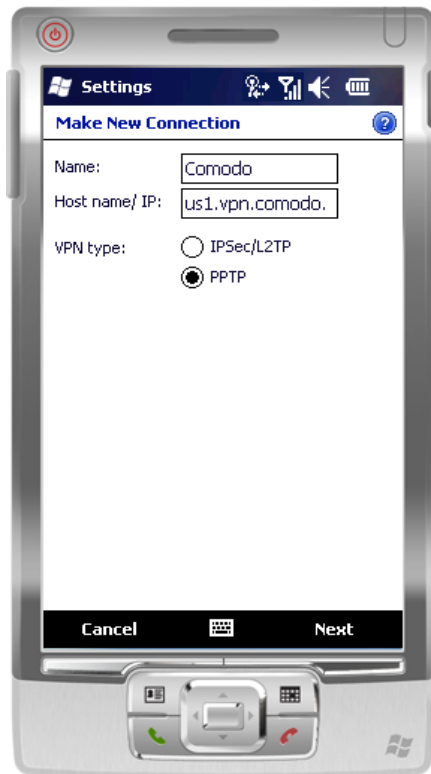 Settings
Make New Connection ?
Name: Comodo
Host name/ IP: us1.vpn.comodo.
VPN type: IPSec/L2TP
PPTP
Cancel Next